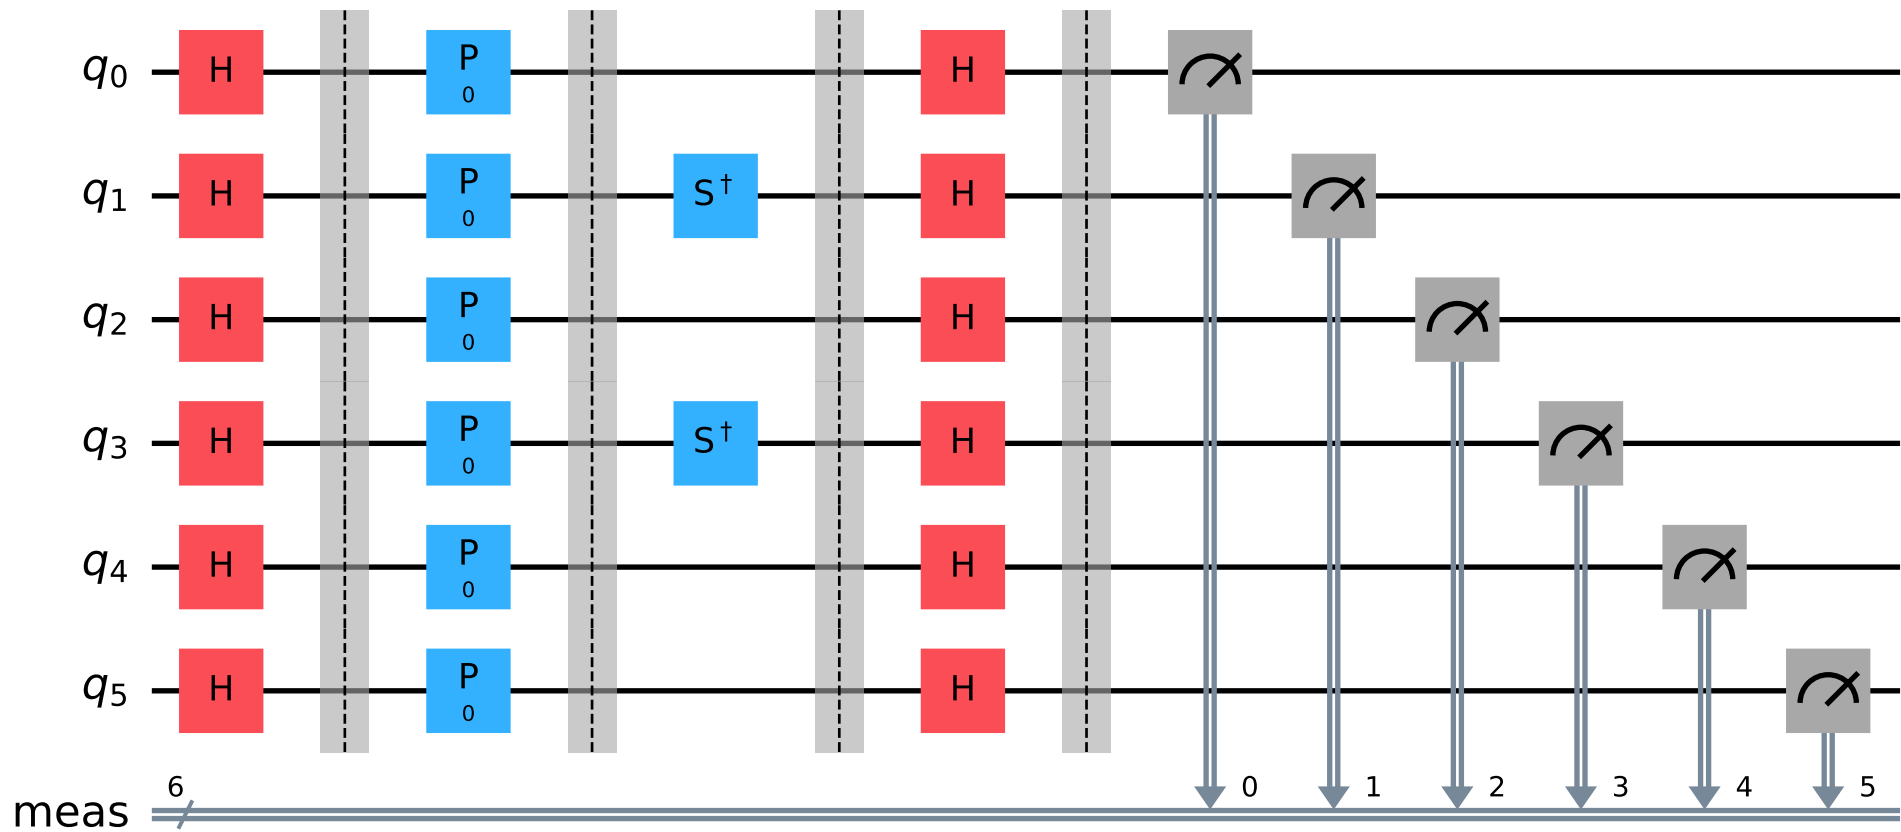 q0 H P 0 H
q1 H P 0 S† H
q2 H P 0 H
q3 H P 0 S† H
q4 H P 0 H
q5 H P 0 H
meas 6 0 1 2 3 4 5